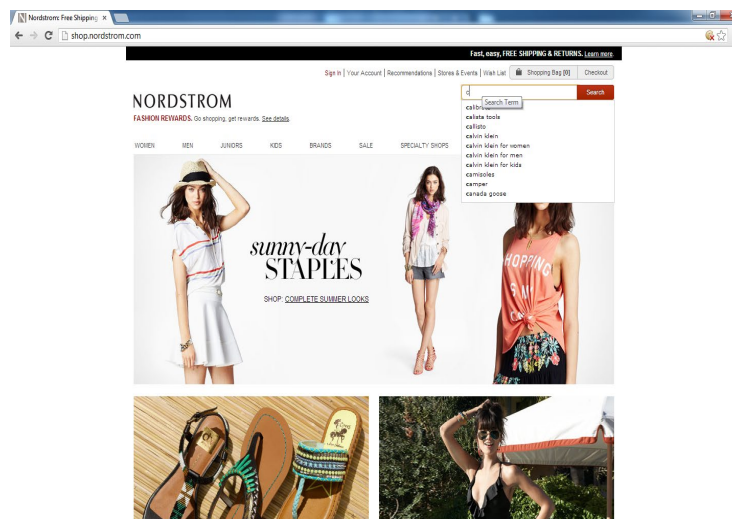 Nordstrom: Free Shipping
shop.nordstrom.com
Fast, easy, FREE SHIPPING & RETURNS. Learn more.
Sign In | Your Account | Recommendations | Stores & Events | Wish List
Shopping Bag [0]
Checkout
c
Search
Search Term
NORDSTROM
FASHION REWARDS. Go shopping, get rewards. See details.
calista tools
callisto
calvin klein
calvin klein for women
calvin klein for men
calvin klein for kids
camisoles
camper
canada goose
WOMEN MEN JUNIORS KIDS BRANDS SALE SPECIALTY SHOPS
sunny-day
STAPLES
SHOP: COMPLETE SUMMER LOOKS
HOPPING